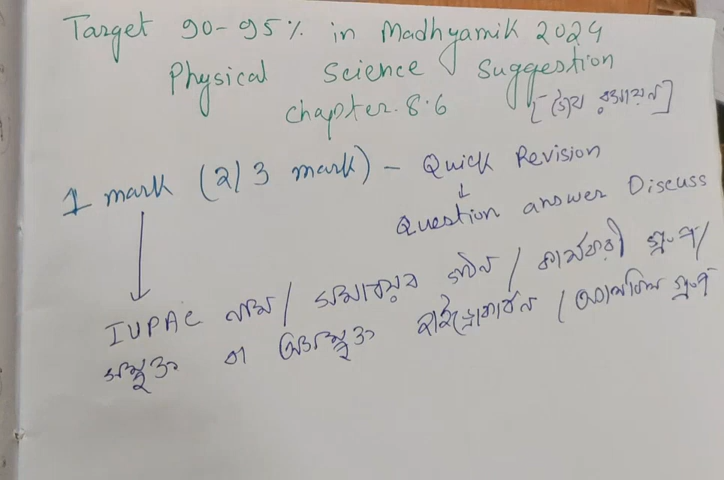 Target 90-95% in Madhyamik 2024
Physical Science Suggestion
chapter.8.6 [জৈব রসায়ন]
1 mark (2/3 mark) - Quick Revision
↓
Question answer Discuss
IUPAC নাম / সমাবয়ব গঠন / কার্যকরী গ্রুপ /
সম্পৃক্ত বা অসম্পৃক্ত হাইড্রোকার্বন /